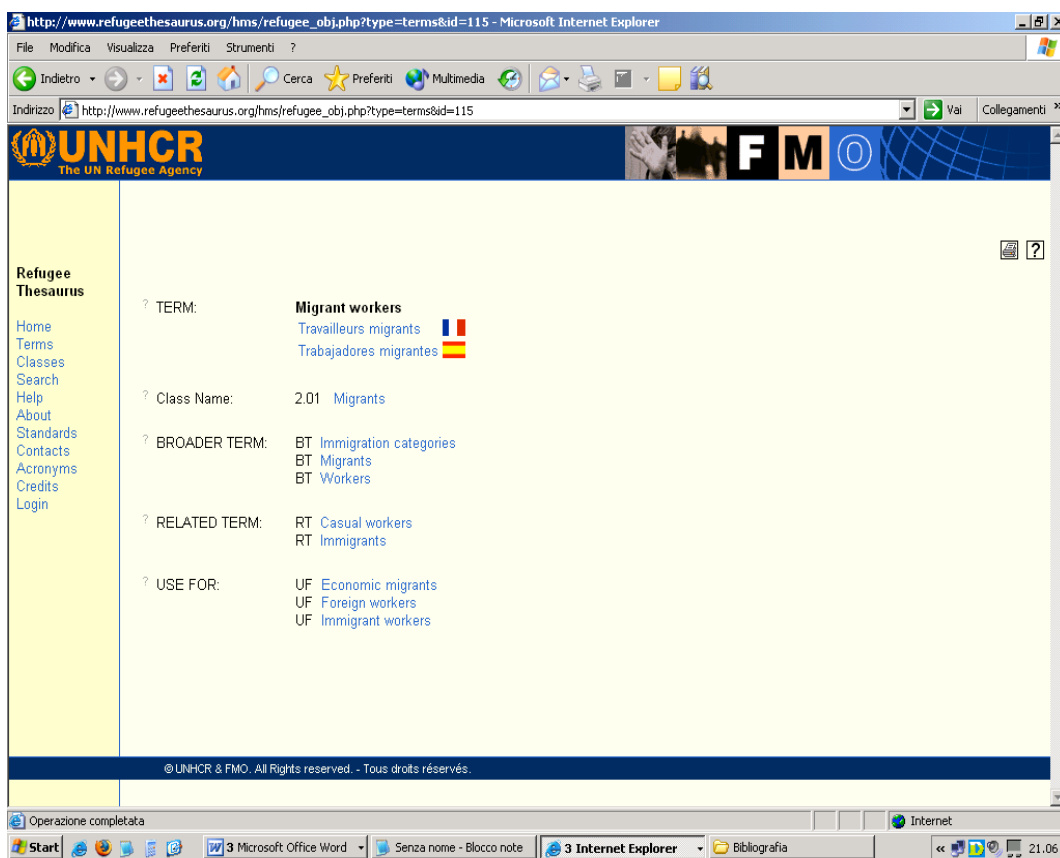 http://www.refugeethesaurus.org/hms/refugee_obj.php?type=terms&id=115 - Microsoft Internet Explorer
File Modifica Visualizza Preferiti Strumenti ?
Indietro Cerca Preferiti Multimedia
Indirizzo http://www.refugeethesaurus.org/hms/refugee_obj.php?type=terms&id=115 Vai Collegamenti »
UNHCR
The UN Refugee Agency
F M O
?
Refugee
Thesaurus
Home
Terms
Classes
Search
Help
About
Standards
Contacts
Acronyms
Credits
Login
? TERM: Migrant workers
Travailleurs migrants
Trabajadores migrantes
? Class Name: 2.01 Migrants
? BROADER TERM: BT Immigration categories
BT Migrants
BT Workers
? RELATED TERM: RT Casual workers
RT Immigrants
? USE FOR: UF Economic migrants
UF Foreign workers
UF Immigrant workers
© UNHCR & FMO. All Rights reserved. - Tous droits réservés.
Operazione completata Internet
Start 3 Microsoft Office Word Senza nome - Blocco note 3 Internet Explorer Bibliografia « 21.06